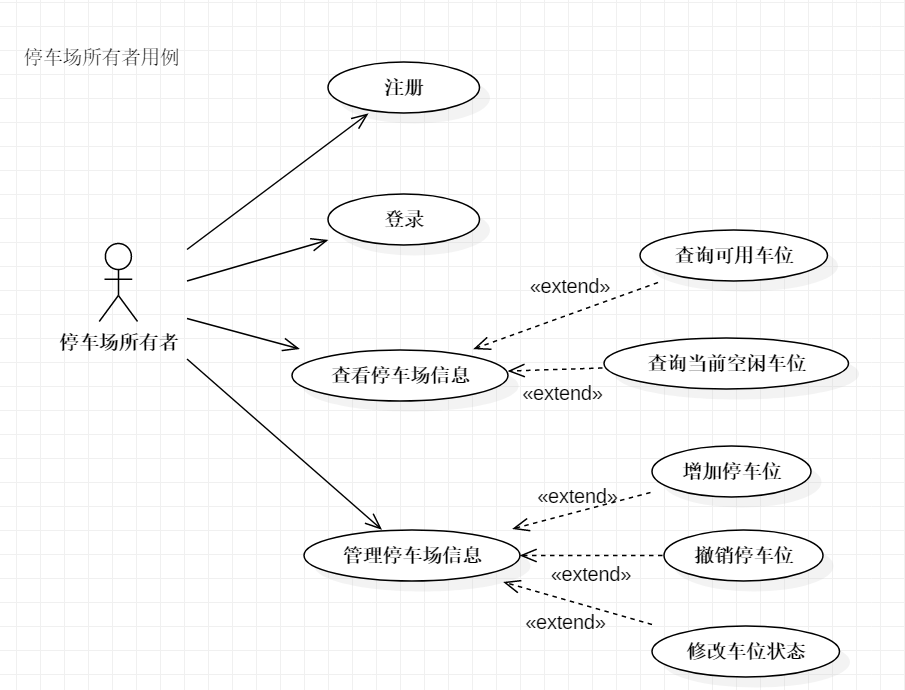 停车场所有者用例
注册
登录
查询可用车位
«extend»
停车场所有者
查询当前空闲车位
查看停车场信息
«extend»
增加停车位
«extend»
管理停车场信息
撤销停车位
«extend»
«extend»
修改车位状态